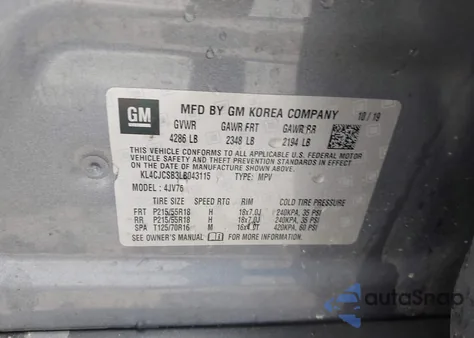 GM
MFD BY GM KOREA COMPANY 10/19
GVWR GAWR FRT GAWR RR
4286 LB 2348 LB 2194 LB
THIS VEHICLE CONFORMS TO ALL APPLICABLE U.S. FEDERAL
MOTOR VEHICLE SAFETY, BUMPER, AND THEFT PREVENTION
STANDARDS IN EFFECT ON THE DATE OF MANUFACTURE SHOWN ABOVE.
KL4CJCSB3LB043115 TYPE: MPV
MODEL: 4JV76
TIRE SIZE SPEED RTG RIM COLD TIRE PRESSURE
FRT P215/55R18 H 18x7.0J 240KPA, 35 PSI
RR P215/55R18 H 18x7.0J 240KPA, 35 PSI
SPA T125/70R16 M 16x4.0T 420KPA, 60 PSI
SEE OWNER'S MANUAL i FOR MORE INFORMATION.
autoSnap